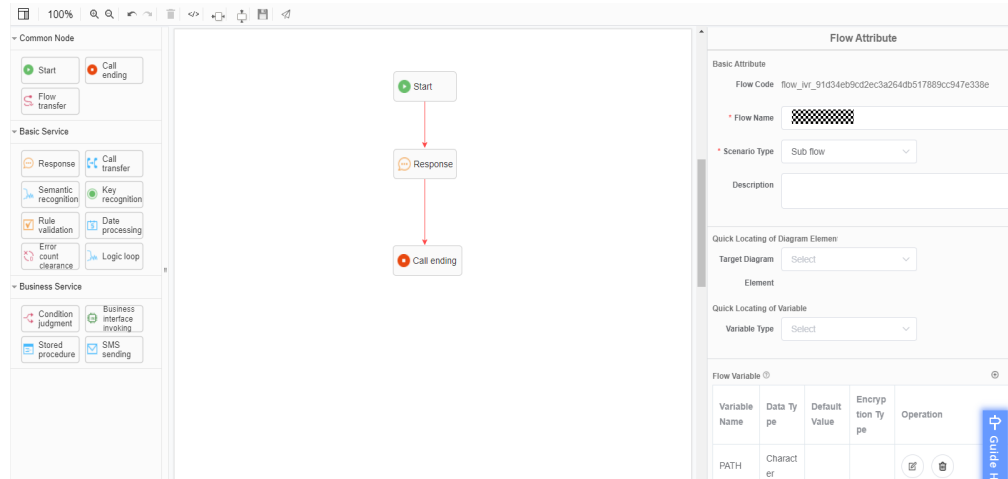 100%
Common Node
Start
Call
ending
Flow
transfer
Basic Service
Response
Call
transfer
Semantic
recognition
Key
recognition
Rule
validation
Date
processing
Error
count
clearance
Logic loop
Business Service
Condition
judgment
Business
interface
invoking
Stored
procedure
SMS
sending
Start
Response
Call ending
Flow Attribute
Basic Attribute
Flow Code flow_ivr_91d34eb9cd2ec3a264db517889cc947e338e
* Flow Name
* Scenario Type Sub flow
Description
Quick Locating of Diagram Elemen
Target Diagram Select
Element
Quick Locating of Variable
Variable Type Select
Flow Variable
Variable
Name
Data Ty
pe
Default
Value
Encryp
tion Ty
pe
Operation
PATH
Charact
er
Guide H